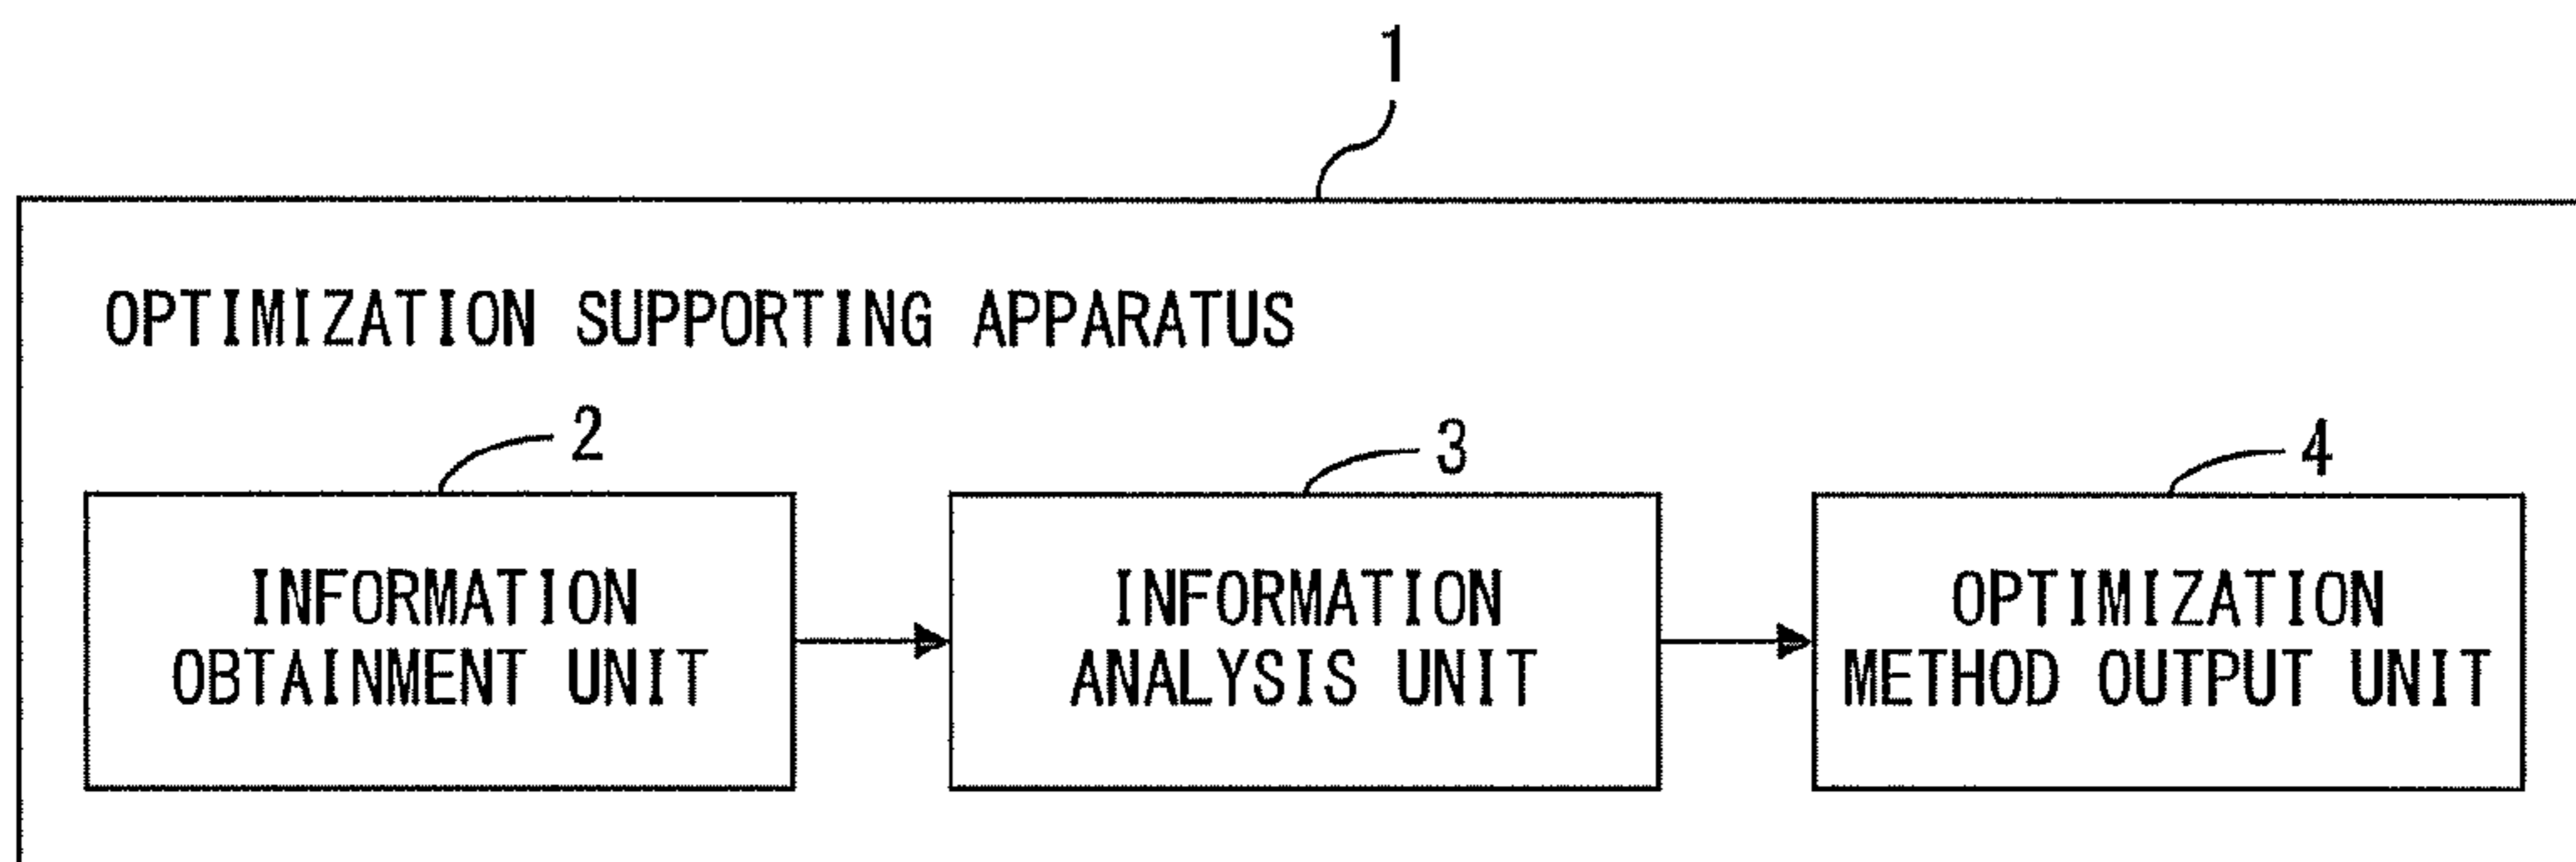 1
OPTIMIZATION SUPPORTING APPARATUS
2
3
4
INFORMATION
OBTAINMENT UNIT
INFORMATION
ANALYSIS UNIT
OPTIMIZATION
METHOD OUTPUT UNIT